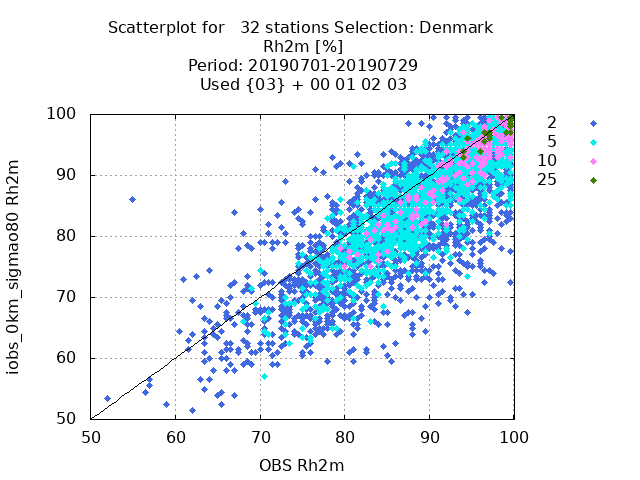 Scatterplot for   32 stations Selection: Denmark
Rh2m [%]
Period: 20190701-20190729
Used {03} + 00 01 02 03
2
5
10
25
100
90
80
70
60
50
50 60 70 80 90 100
iobs_0km_sigmao80 Rh2m
OBS Rh2m